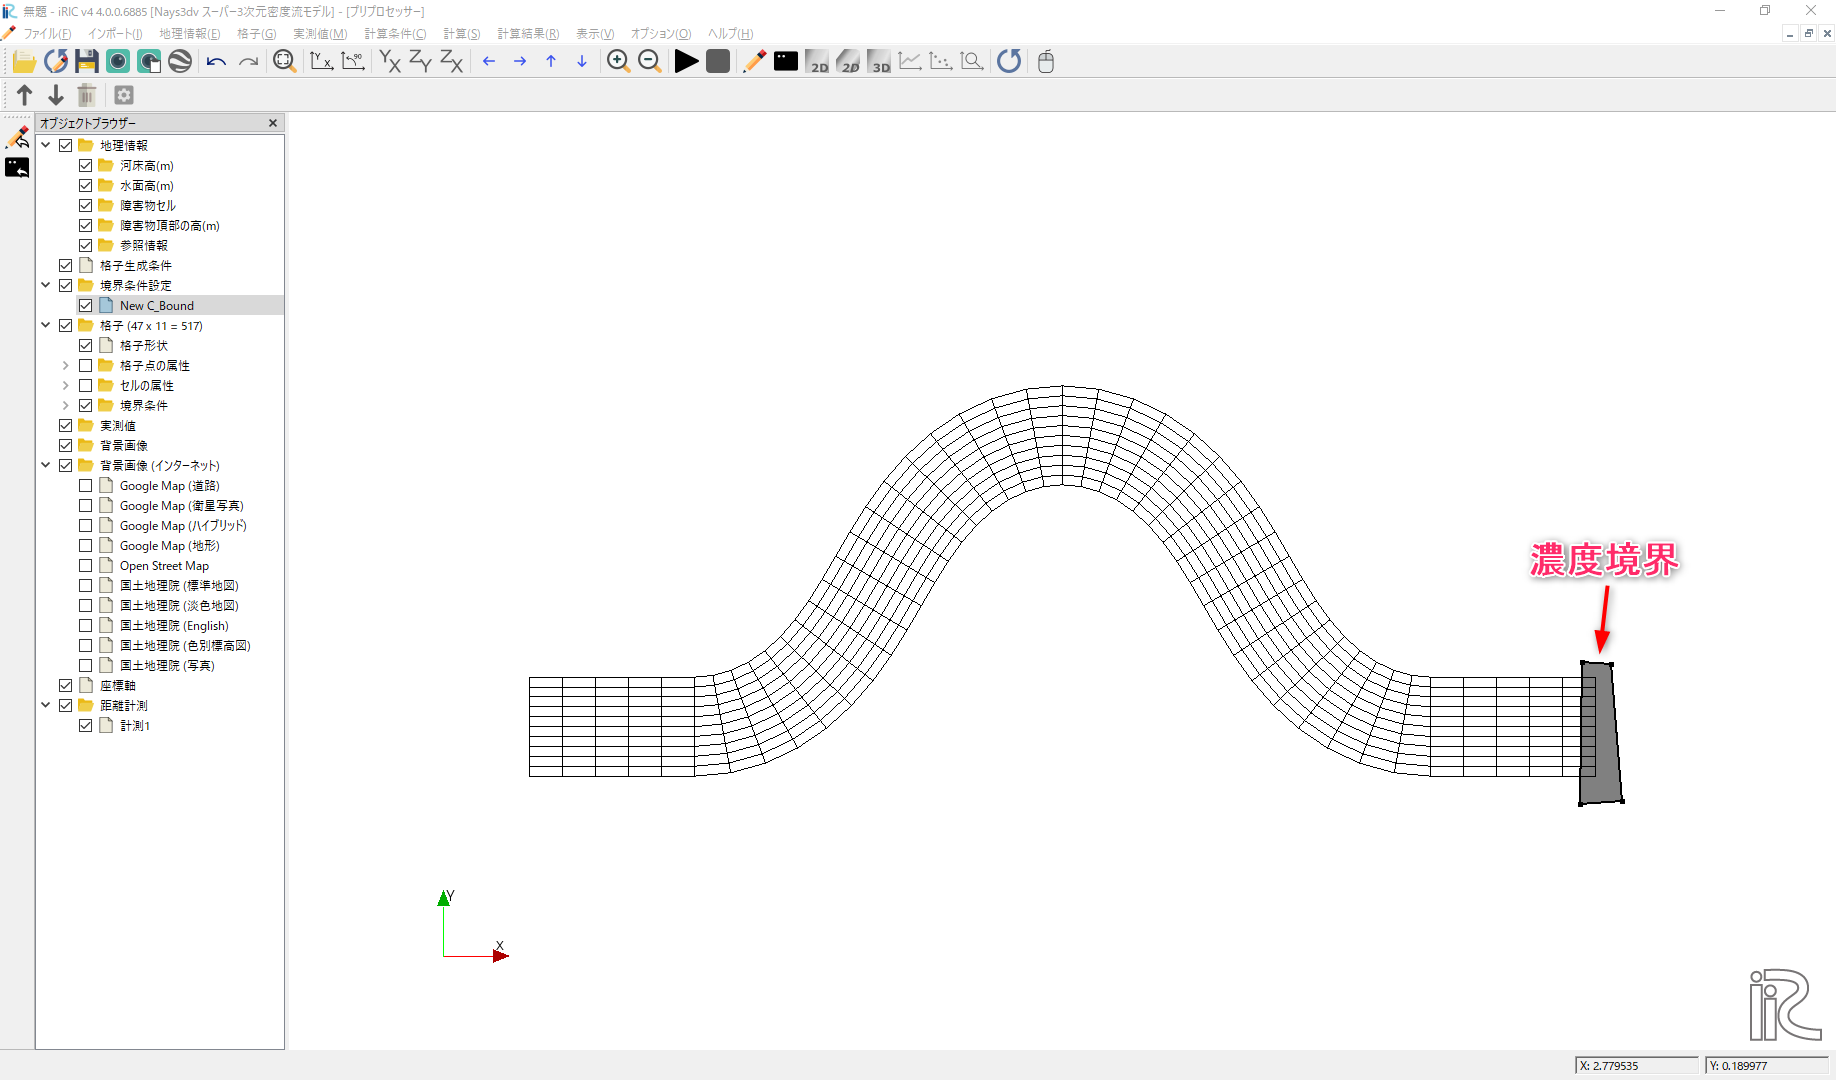 無題 - iRIC v4 4.0.0.6885 [Nays3dv スーパー3次元密度流モデル] - [プリプロセッサー]
ファイル(F) インポート(I) 地理情報(E) 格子(G) 実測値(M) 計算条件(C) 計算(S) 計算結果(R) 表示(V) オプション(O) ヘルプ(H)
Y X -90 YX ZY ZX 2D 2D 3D
オブジェクトブラウザー
地理情報
河床高(m)
水面高(m)
障害物セル
障害物頂部の高(m)
参照情報
格子生成条件
境界条件設定
New C_Bound
格子 (47 x 11 = 517)
格子形状
格子点の属性
セルの属性
境界条件
実測値
背景画像
背景画像 (インターネット)
Google Map (道路)
Google Map (衛星写真)
Google Map (ハイブリッド)
Google Map (地形)
Open Street Map
国土地理院 (標準地図)
国土地理院 (淡色地図)
国土地理院 (English)
国土地理院 (色別標高図)
国土地理院 (写真)
座標軸
距離計測
計測1
濃度境界
Y
X
iRIC
X: 2.779535
Y: 0.189977